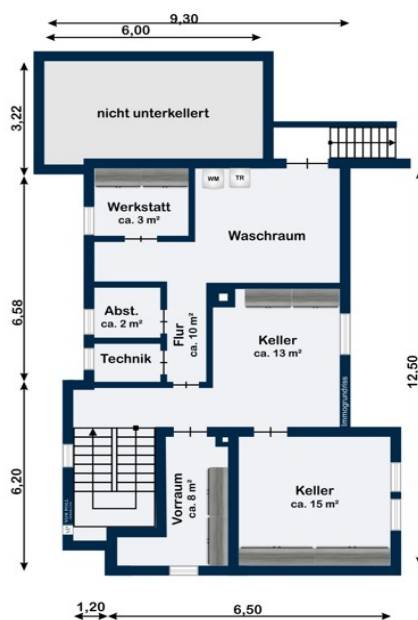 9,30
6,00
3,22
nicht unterkellert
WM
TR
Werkstatt
ca. 3 m²
Waschraum
6,58
Abst.
ca. 2 m²
Flur
ca. 10 m²
Keller
ca. 13 m²
Technik
12,50
Immogrundriss
6,20
Vorraum
ca. 8 m²
Keller
ca. 15 m²
1,20
6,50